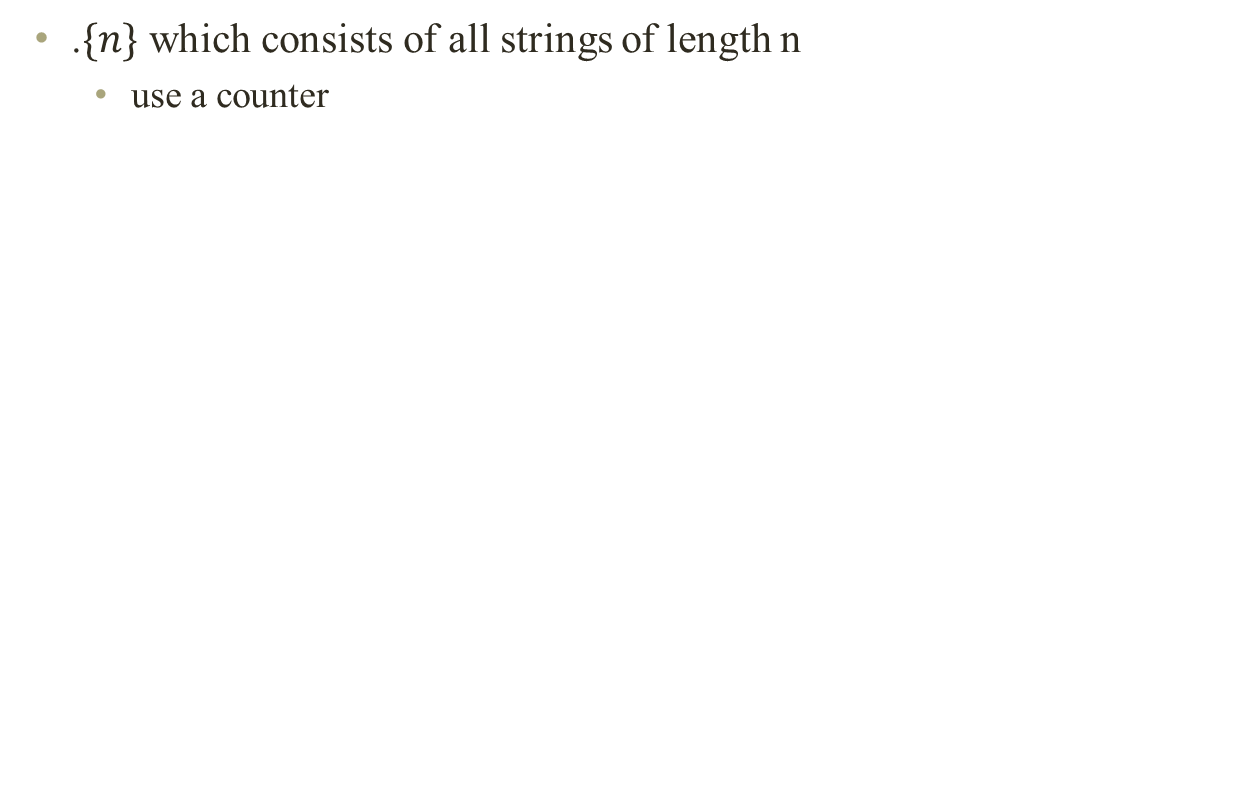 • .{n} which consists of all strings of length n
• use a counter